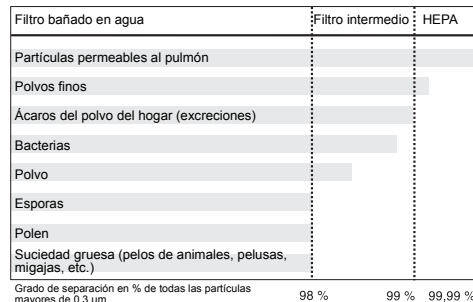 Filtro bañado en agua Filtro intermedio HEPA
Partículas permeables al pulmón
Polvos finos
Ácaros del polvo del hogar (excreciones)
Bacterias
Polvo
Esporas
Polen
Suciedad gruesa (pelos de animales, pelusas,
migajas, etc.)
Grado de separación en % de todas las partículas
mayores de 0,3 µm
98 % 99 % 99,99 %